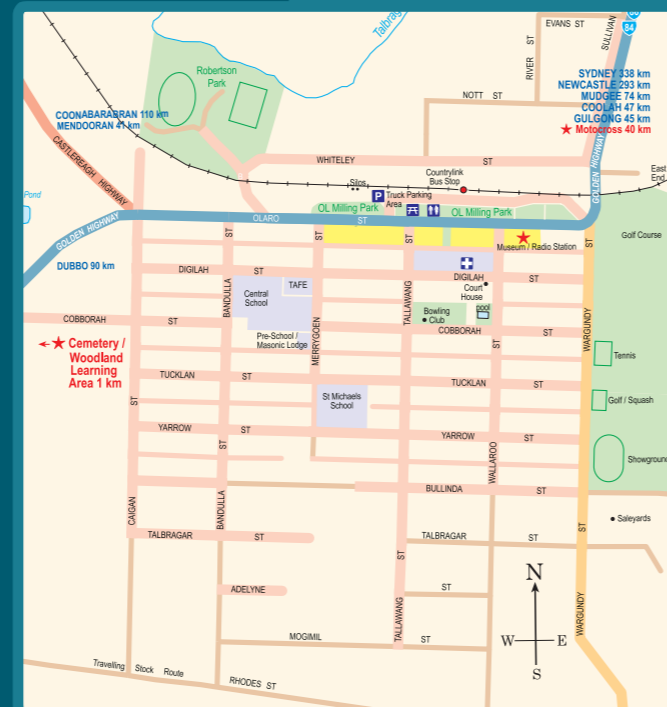 84
EVANS ST
SULLIVAN
RIVER ST
NOTT ST
Robertson
Park
SYDNEY 338 km
NEWCASTLE 293 km
MUDGEE 74 km
COOLAH 47 km
GULGONG 45 km
Motocross 40 km
COONABARABRAN 110 km
MENDOORAN 41 km
CASTLEREAGH HIGHWAY
WHITELEY ST
Countrylink
Bus Stop
Silos
P
Truck Parking
Area
East
End
GOLDEN HIGHWAY
Pond
OL Milling Park
OL Milling Park
OLARO ST
GOLDEN HIGHWAY
Museum / Radio Station
Golf Course
DUBBO 90 km
DIGILAH ST
DIGILAH ST
BANDULLA ST
MERRYGOEN ST
TALLAWANG ST
WARGUNDY ST
Central
School
TAFE
Court
House
Bowling
Club
pool
COBBORAH ST
COBBORAH ST
Pre-School /
Masonic Lodge
Cemetery /
Woodland
Learning
Area 1 km
Tennis
TUCKLAN ST
TUCKLAN ST
St Michaels
School
Golf / Squash
YARROW ST
YARROW ST
WALLAROO ST
Showground
BULLINDA ST
CAIGAN ST
BANDULLA ST
Saleyards
TALBRAGAR ST
TALBRAGAR ST
ADELYNE
ST
TALLAWANG ST
WARGUNDY ST
MOGIMIL ST
N
W E
S
Travelling Stock Route
RHODES ST